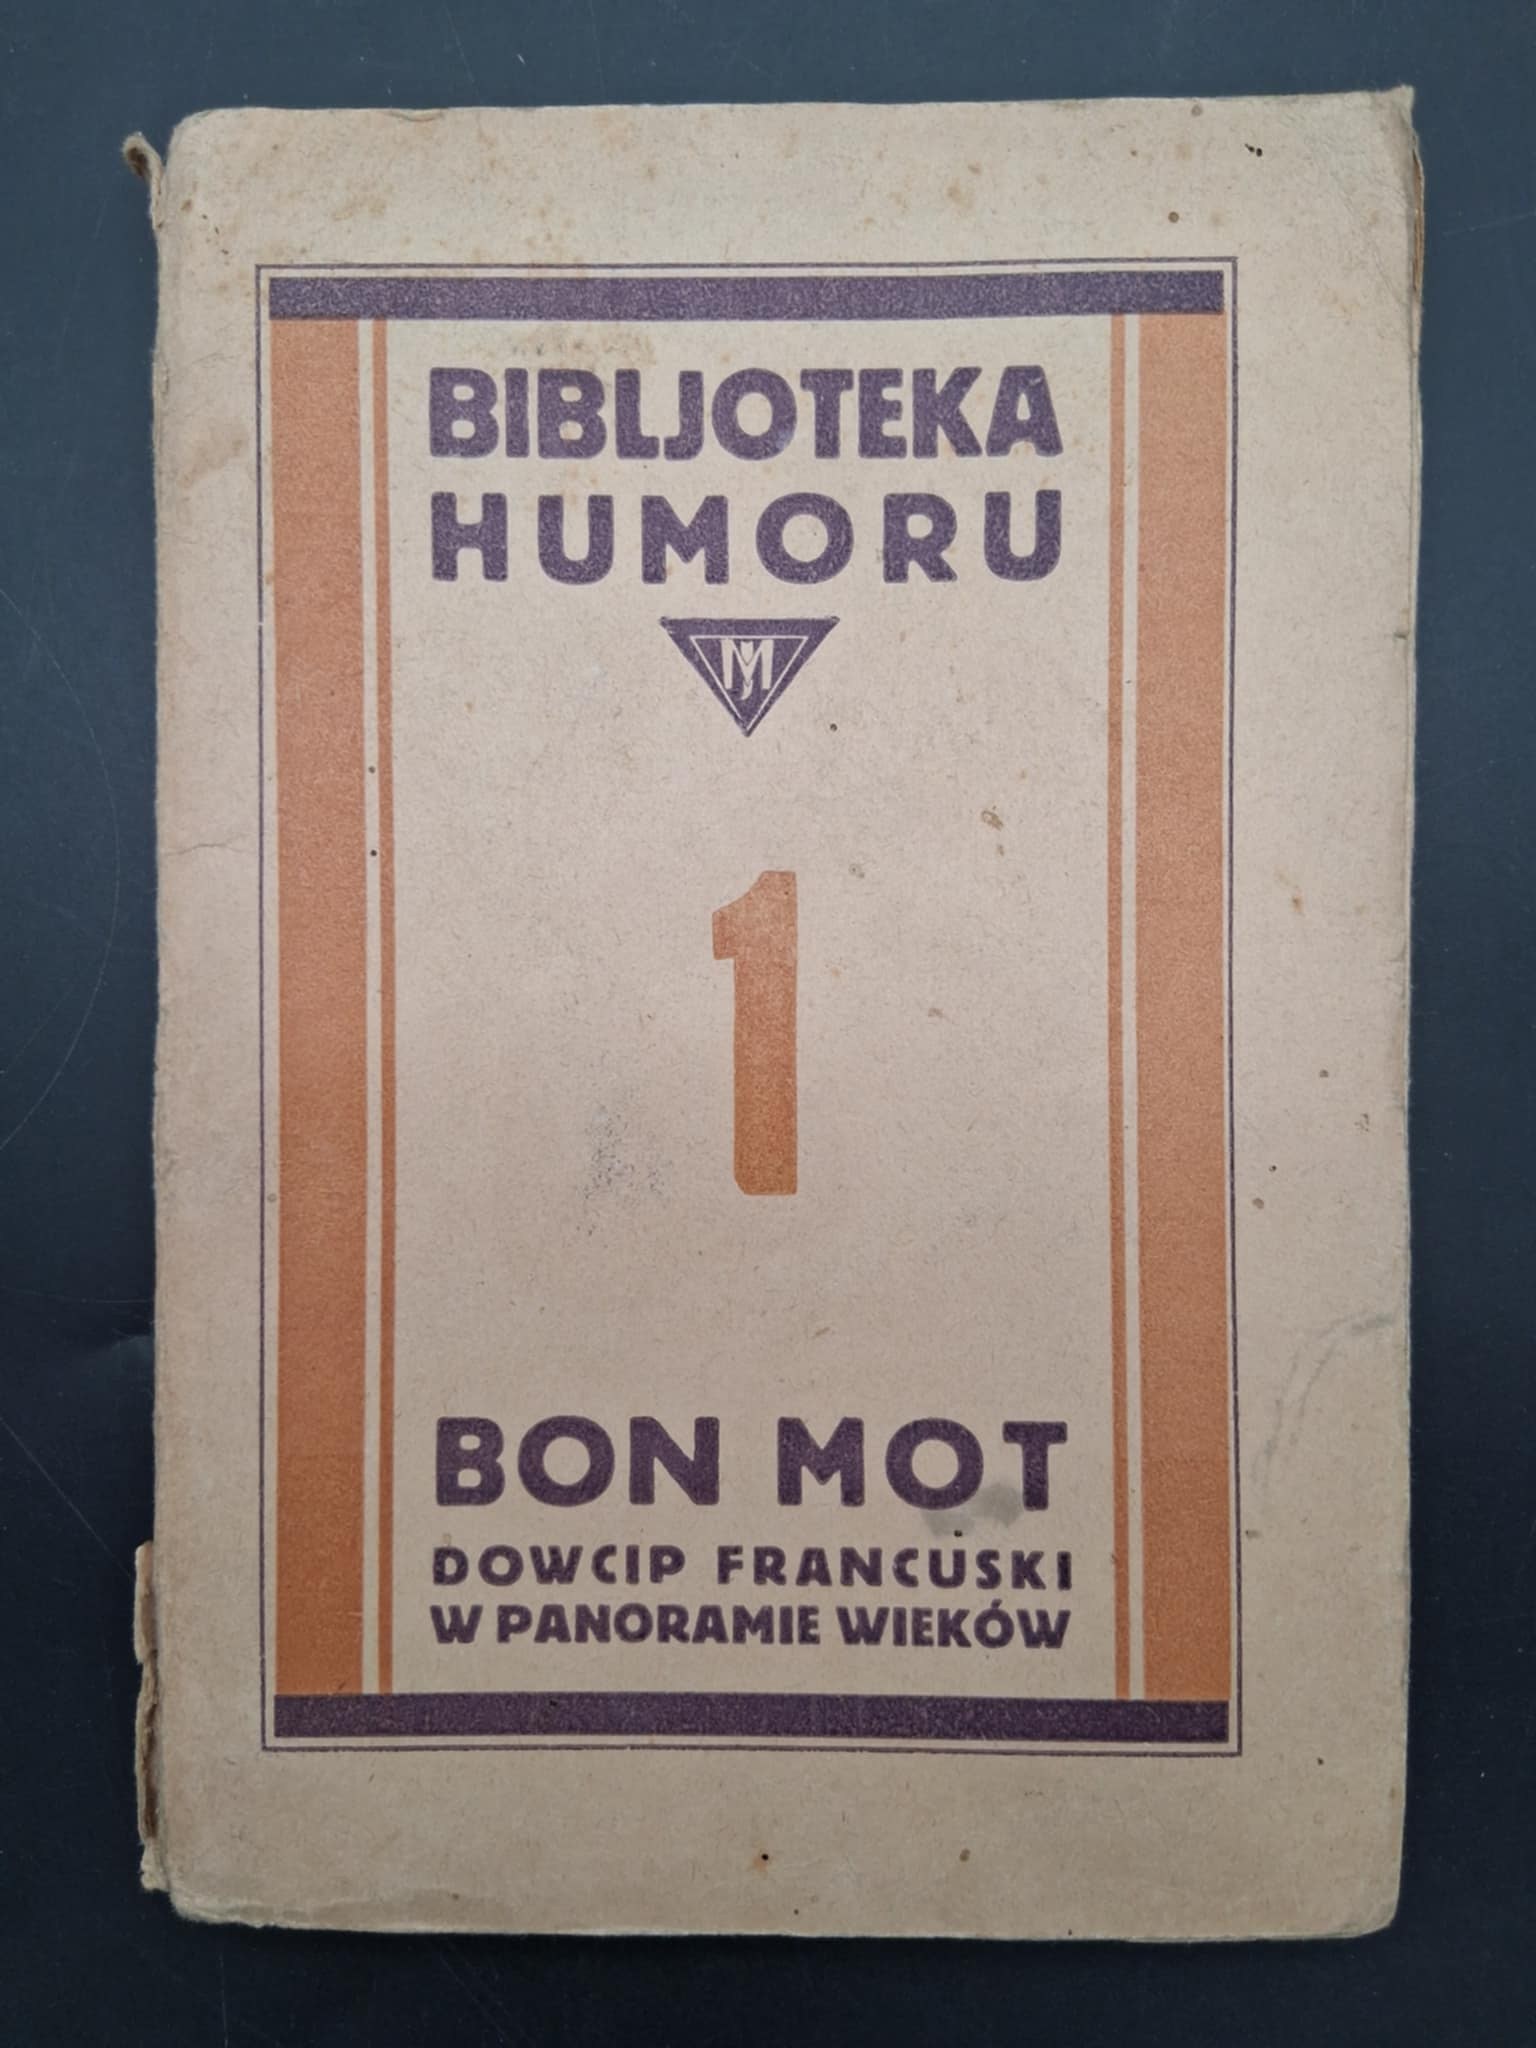 BIBLJOTEKA
HUMORU
1
BON MOT
DOWCIP FRANCUSKI
W PANORAMIE WIEKÓW